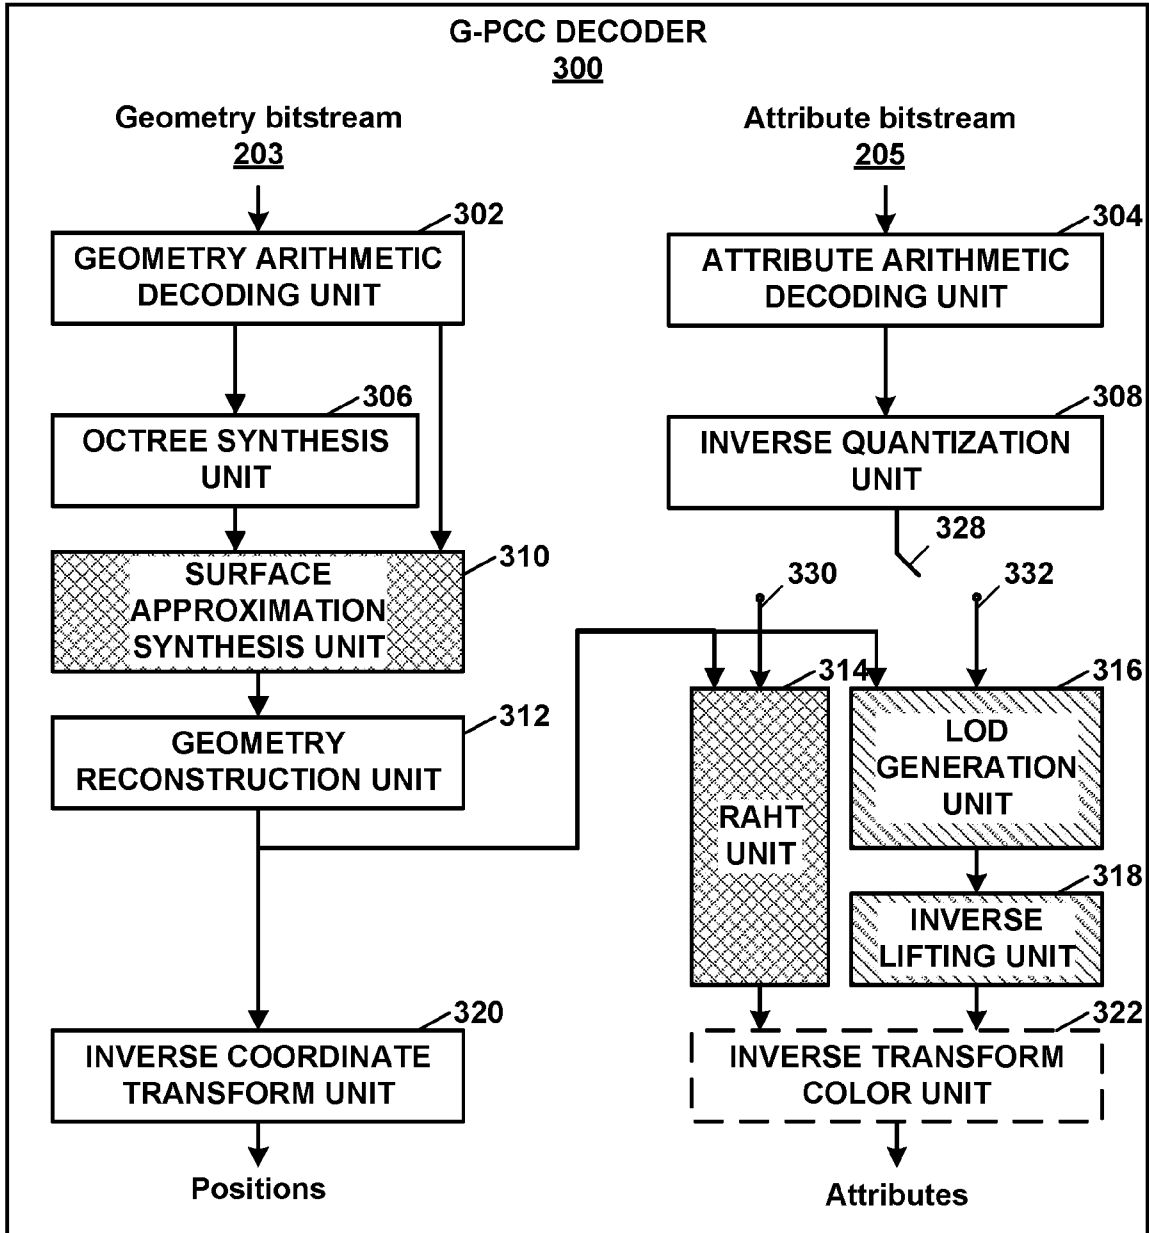 G-PCC DECODER
300
Geometry bitstream
203
Attribute bitstream
205
302
GEOMETRY ARITHMETIC
DECODING UNIT
304
ATTRIBUTE ARITHMETIC
DECODING UNIT
306
OCTREE SYNTHESIS
UNIT
308
INVERSE QUANTIZATION
UNIT
328
310
SURFACE
APPROXIMATION
SYNTHESIS UNIT
330
332
312
GEOMETRY
RECONSTRUCTION UNIT
314
RAHT
UNIT
316
LOD
GENERATION
UNIT
318
INVERSE
LIFTING UNIT
320
INVERSE COORDINATE
TRANSFORM UNIT
322
INVERSE TRANSFORM
COLOR UNIT
Positions
Attributes